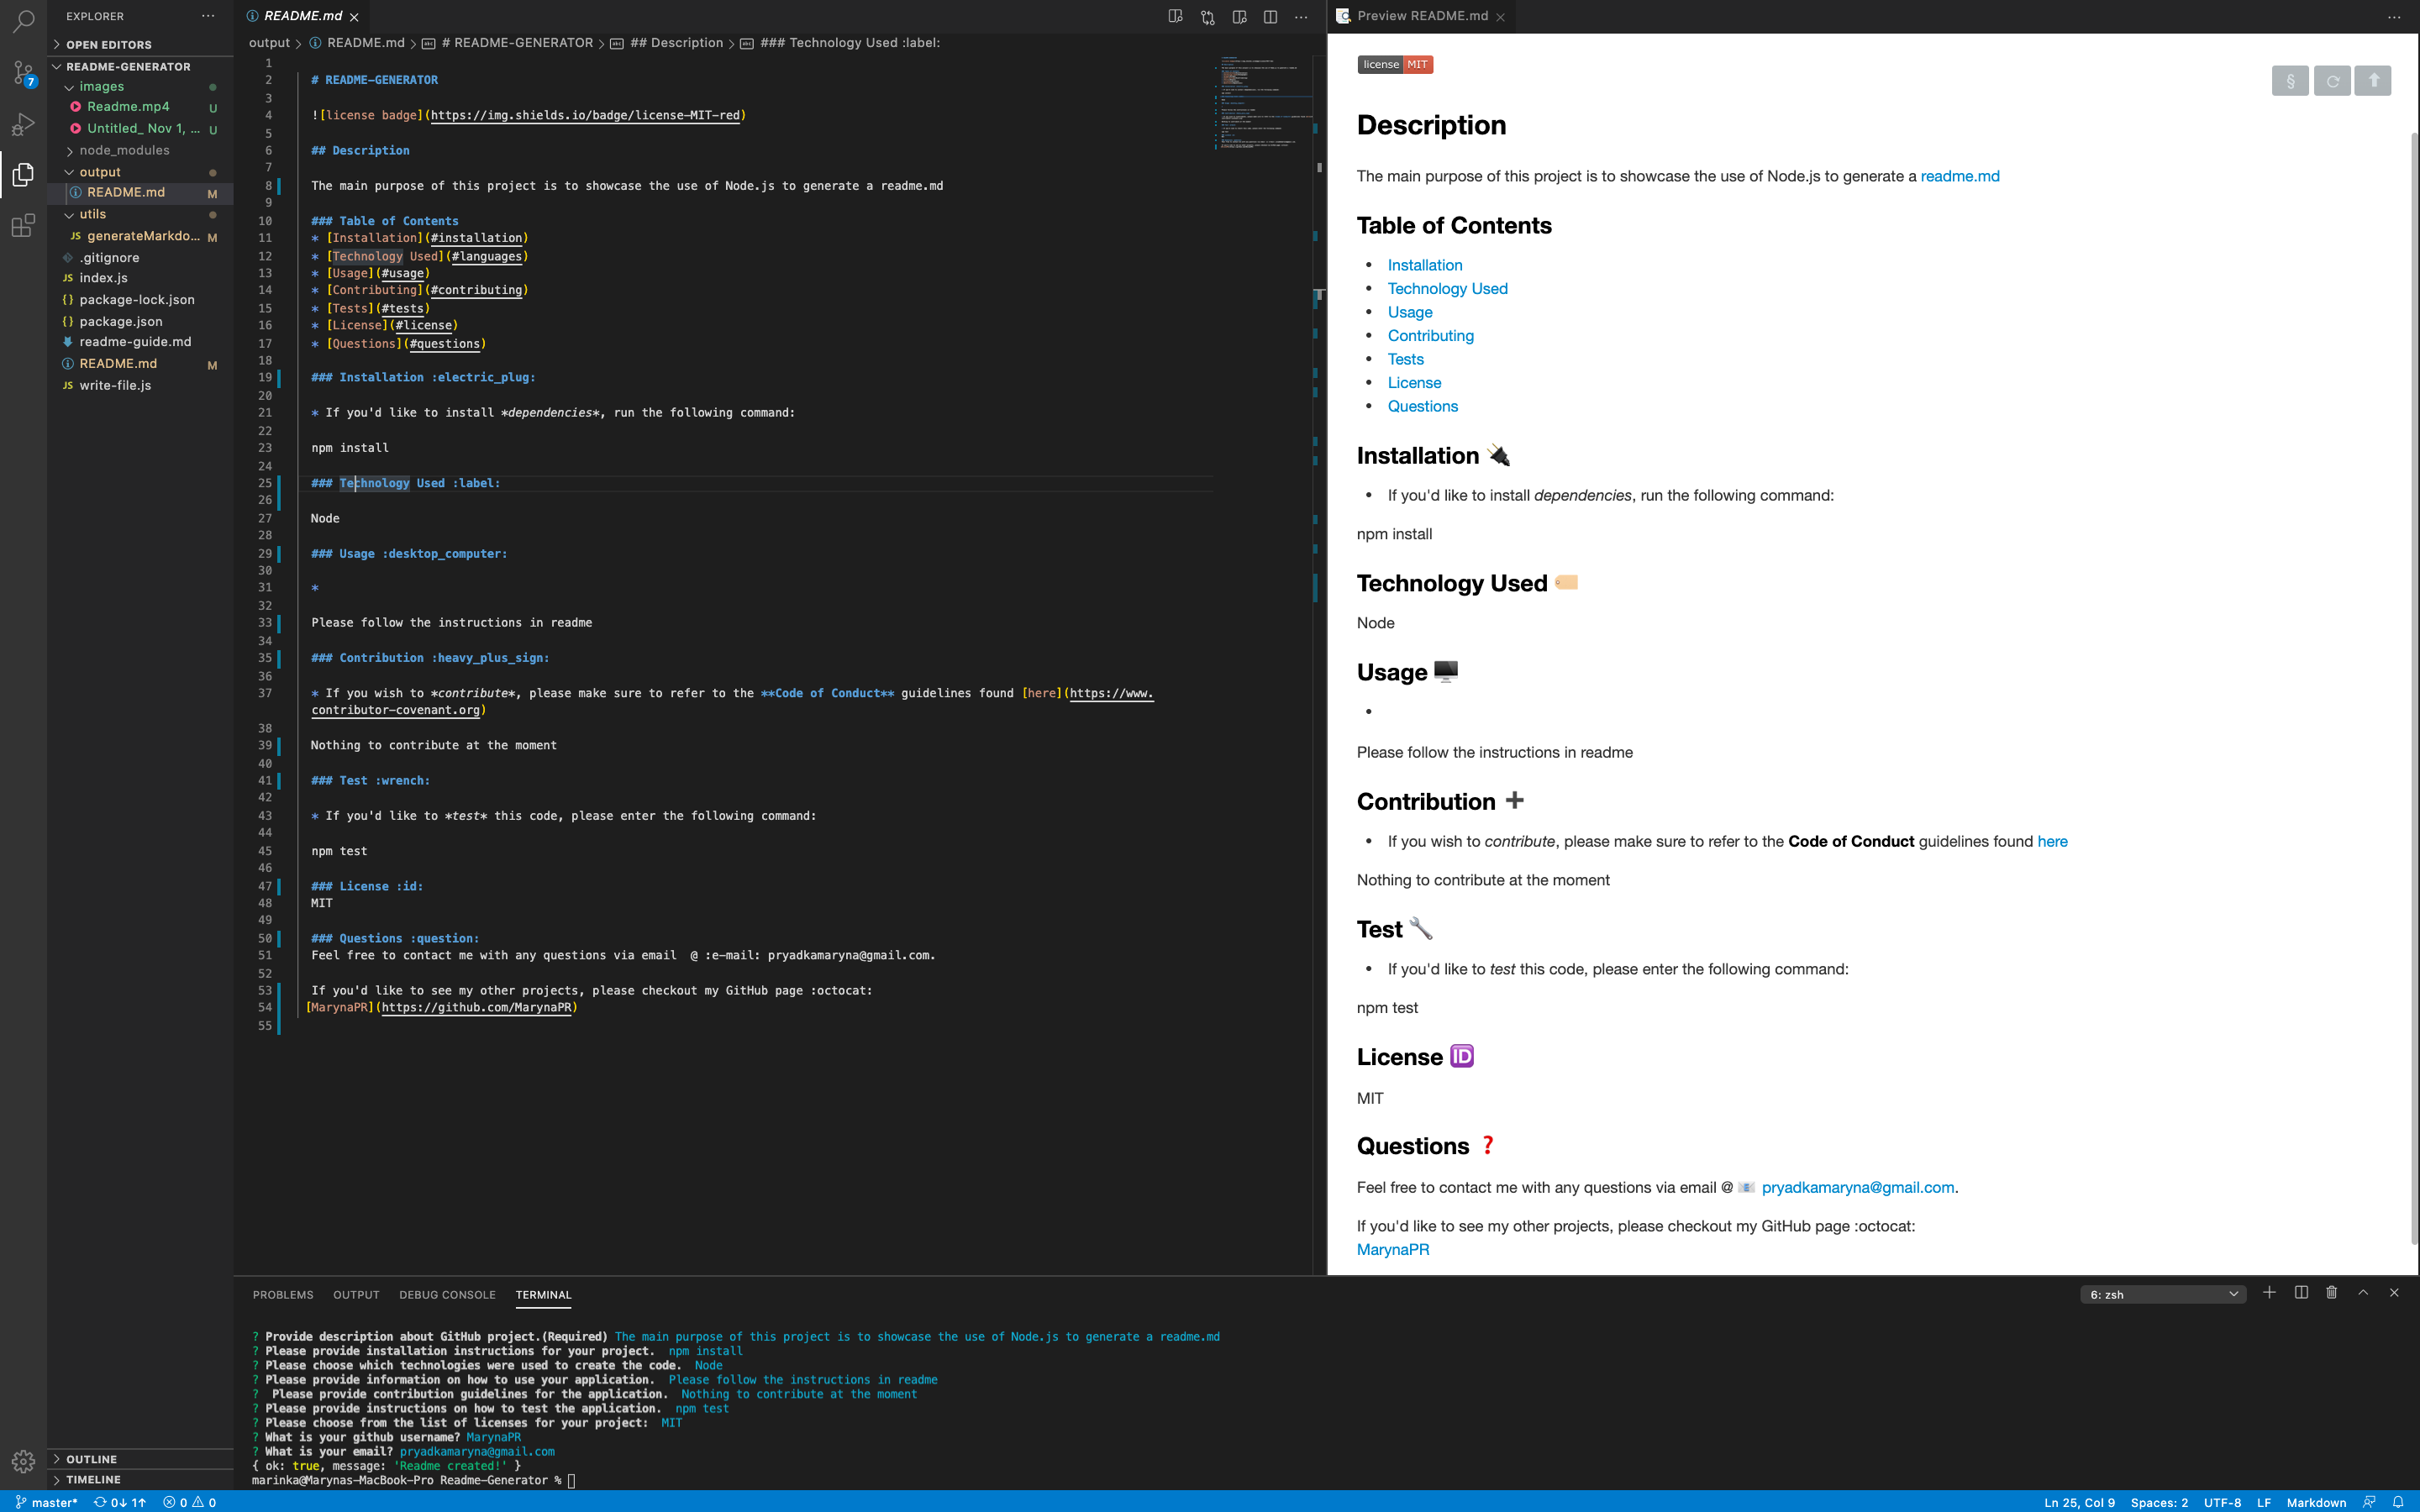 EXPLORER
OPEN EDITORS
README-GENERATOR
images
Readme.mp4 U
Untitled_ Nov 1, ... U
node_modules
output
README.md M
utils
JS generateMarkdo... M
.gitignore
JS index.js
{} package-lock.json
{} package.json
readme-guide.md
README.md M
JS write-file.js
OUTLINE
TIMELINE
7
README.md
output > README.md > # README-GENERATOR > ## Description > ### Technology Used :label:
1
2 # README-GENERATOR
3
4 ![license badge](https://img.shields.io/badge/license-MIT-red)
5
6 ## Description
7
8 The main purpose of this project is to showcase the use of Node.js to generate a readme.md
9
10 ### Table of Contents
11 * [Installation](#installation)
12 * [Technology Used](#languages)
13 * [Usage](#usage)
14 * [Contributing](#contributing)
15 * [Tests](#tests)
16 * [License](#license)
17 * [Questions](#questions)
18
19 ### Installation :electric_plug:
20
21 * If you'd like to install *dependencies*, run the following command:
22
23 npm install
24
25 ### Technology Used :label:
26
27 Node
28
29 ### Usage :desktop_computer:
30
31 *
32
33 Please follow the instructions in readme
34
35 ### Contribution :heavy_plus_sign:
36
37 * If you wish to *contribute*, please make sure to refer to the **Code of Conduct** guidelines found [here](https://www.
contributor-covenant.org)
38
39 Nothing to contribute at the moment
40
41 ### Test :wrench:
42
43 * If you'd like to *test* this code, please enter the following command:
44
45 npm test
46
47 ### License :id:
48 MIT
49
50 ### Questions :question:
51 Feel free to contact me with any questions via email  @ :e-mail: pryadkamaryna@gmail.com.
52
53 If you'd like to see my other projects, please checkout my GitHub page :octocat:
54 [MarynaPR](https://github.com/MarynaPR)
55
Preview README.md
license MIT
§
Description
The main purpose of this project is to showcase the use of Node.js to generate a readme.md
Table of Contents
• Installation
• Technology Used
• Usage
• Contributing
• Tests
• License
• Questions
Installation 🔌
• If you'd like to install dependencies, run the following command:
npm install
Technology Used 🏷️
Node
Usage 🖥️
•
Please follow the instructions in readme
Contribution ➕
• If you wish to contribute, please make sure to refer to the Code of Conduct guidelines found here
Nothing to contribute at the moment
Test 🔧
• If you'd like to test this code, please enter the following command:
npm test
License 🆔
MIT
Questions ❓
Feel free to contact me with any questions via email @ 📧 pryadkamaryna@gmail.com.
If you'd like to see my other projects, please checkout my GitHub page :octocat:
MarynaPR
PROBLEMS OUTPUT DEBUG CONSOLE TERMINAL
6: zsh
? Provide description about GitHub project.(Required) The main purpose of this project is to showcase the use of Node.js to generate a readme.md
? Please provide installation instructions for your project.  npm install
? Please choose which technologies were used to create the code.  Node
? Please provide information on how to use your application.  Please follow the instructions in readme
?  Please provide contribution guidelines for the application.  Nothing to contribute at the moment
? Please provide instructions on how to test the application.  npm test
? Please choose from the list of licenses for your project:  MIT
? What is your github username? MarynaPR
? What is your email? pryadkamaryna@gmail.com
{ ok: true, message: 'Readme created!' }
marinka@Marynas-MacBook-Pro Readme-Generator %
master* 0↓ 1↑ 0 0
Ln 25, Col 9 Spaces: 2 UTF-8 LF Markdown